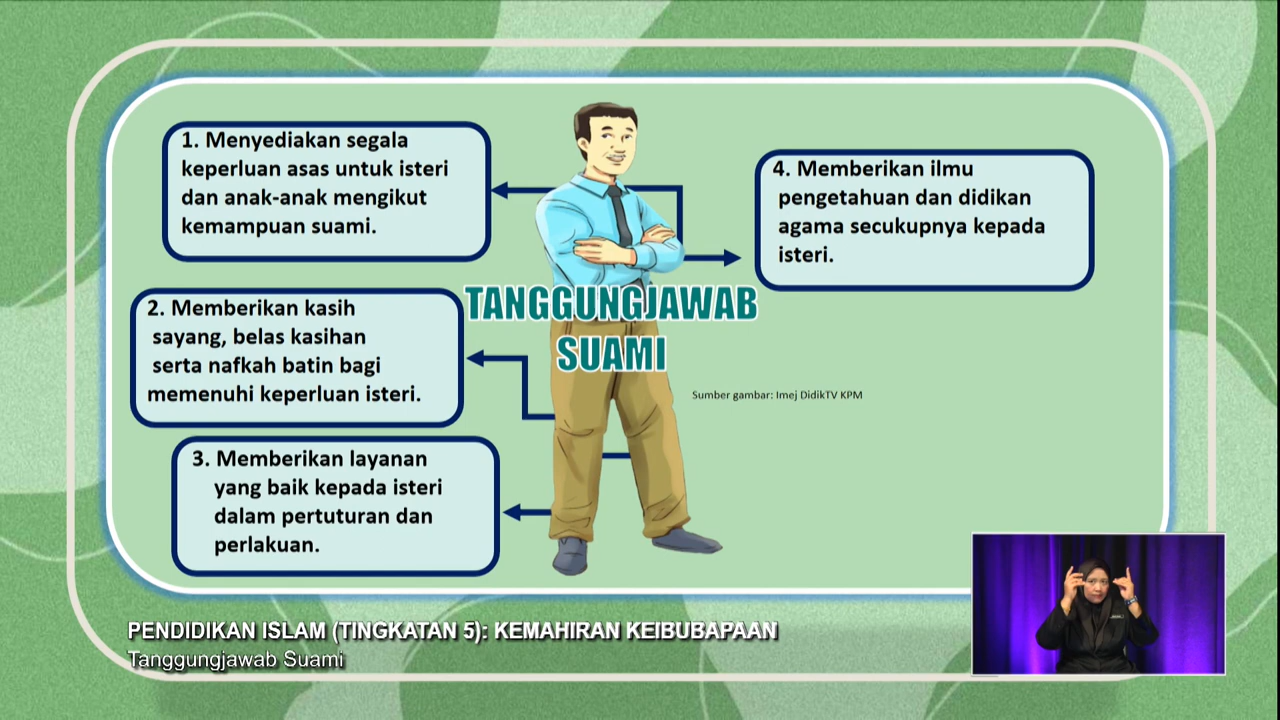 1. Menyediakan segala
keperluan asas untuk isteri
dan anak-anak mengikut
kemampuan suami.
2. Memberikan kasih
sayang, belas kasihan
serta nafkah batin bagi
memenuhi keperluan isteri.
3. Memberikan layanan
yang baik kepada isteri
dalam pertuturan dan
perlakuan.
4. Memberikan ilmu
pengetahuan dan didikan
agama secukupnya kepada
isteri.
TANGGUNGJAWAB
SUAMI
Sumber gambar: Imej DidikTV KPM
PENDIDIKAN ISLAM (TINGKATAN 5): KEMAHIRAN KEIBUBAPAAN
Tanggungjawab Suami